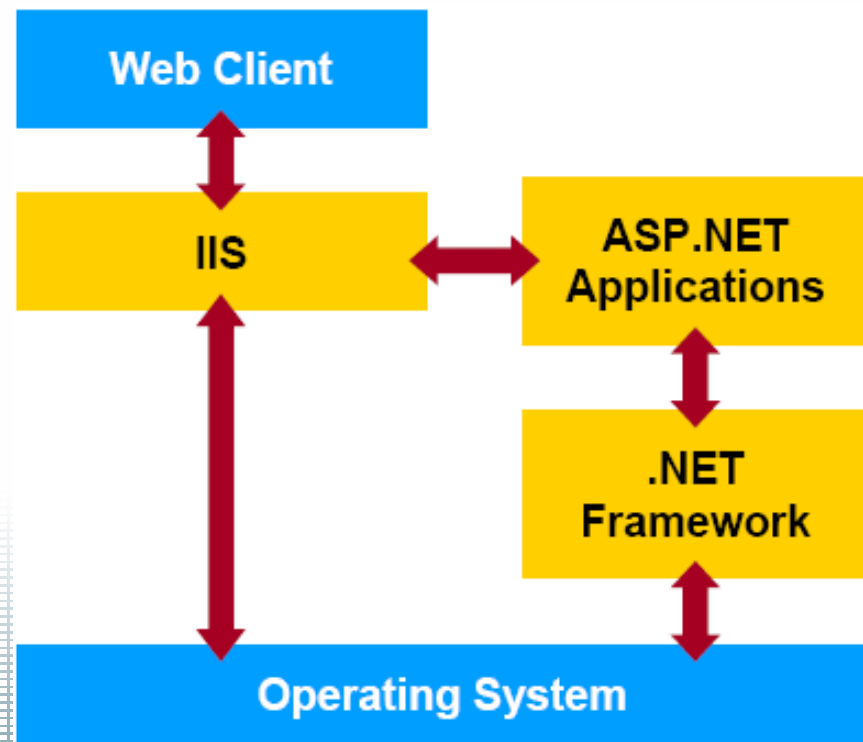 Web Client
IIS
ASP.NET
Applications
.NET
Framework
Operating System